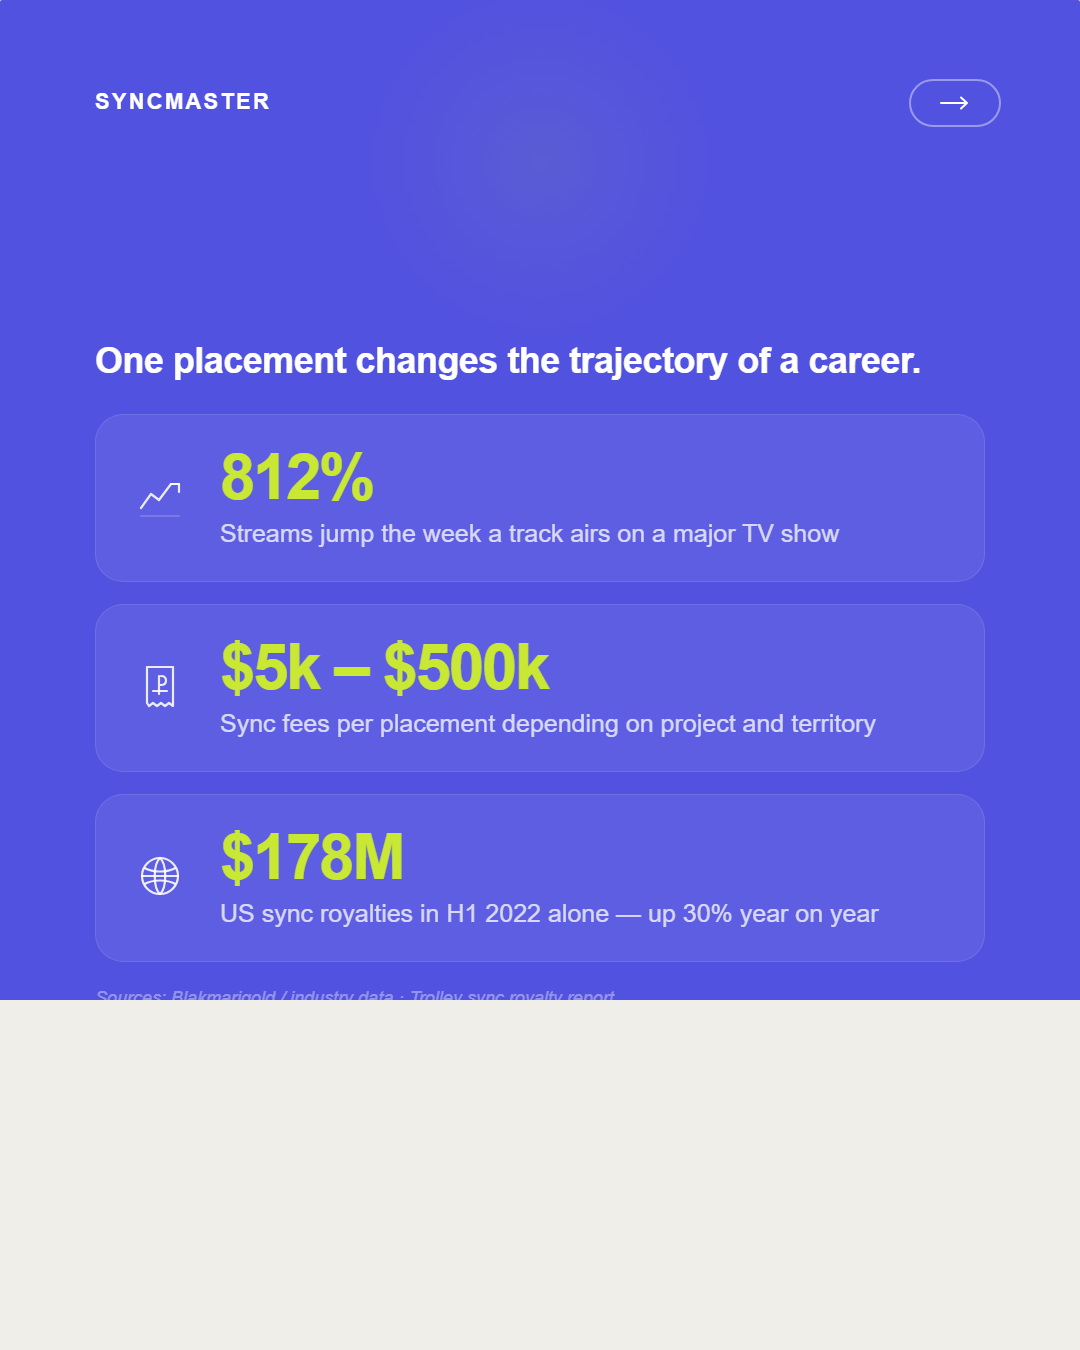 SYNCMASTER
One placement changes the trajectory of a career.
812%
Streams jump the week a track airs on a major TV show
$5k – $500k
Sync fees per placement depending on project and territory
$178M
US sync royalties in H1 2022 alone — up 30% year on year
Sources: Blakmarigold / industry data · Trolley sync royalty report